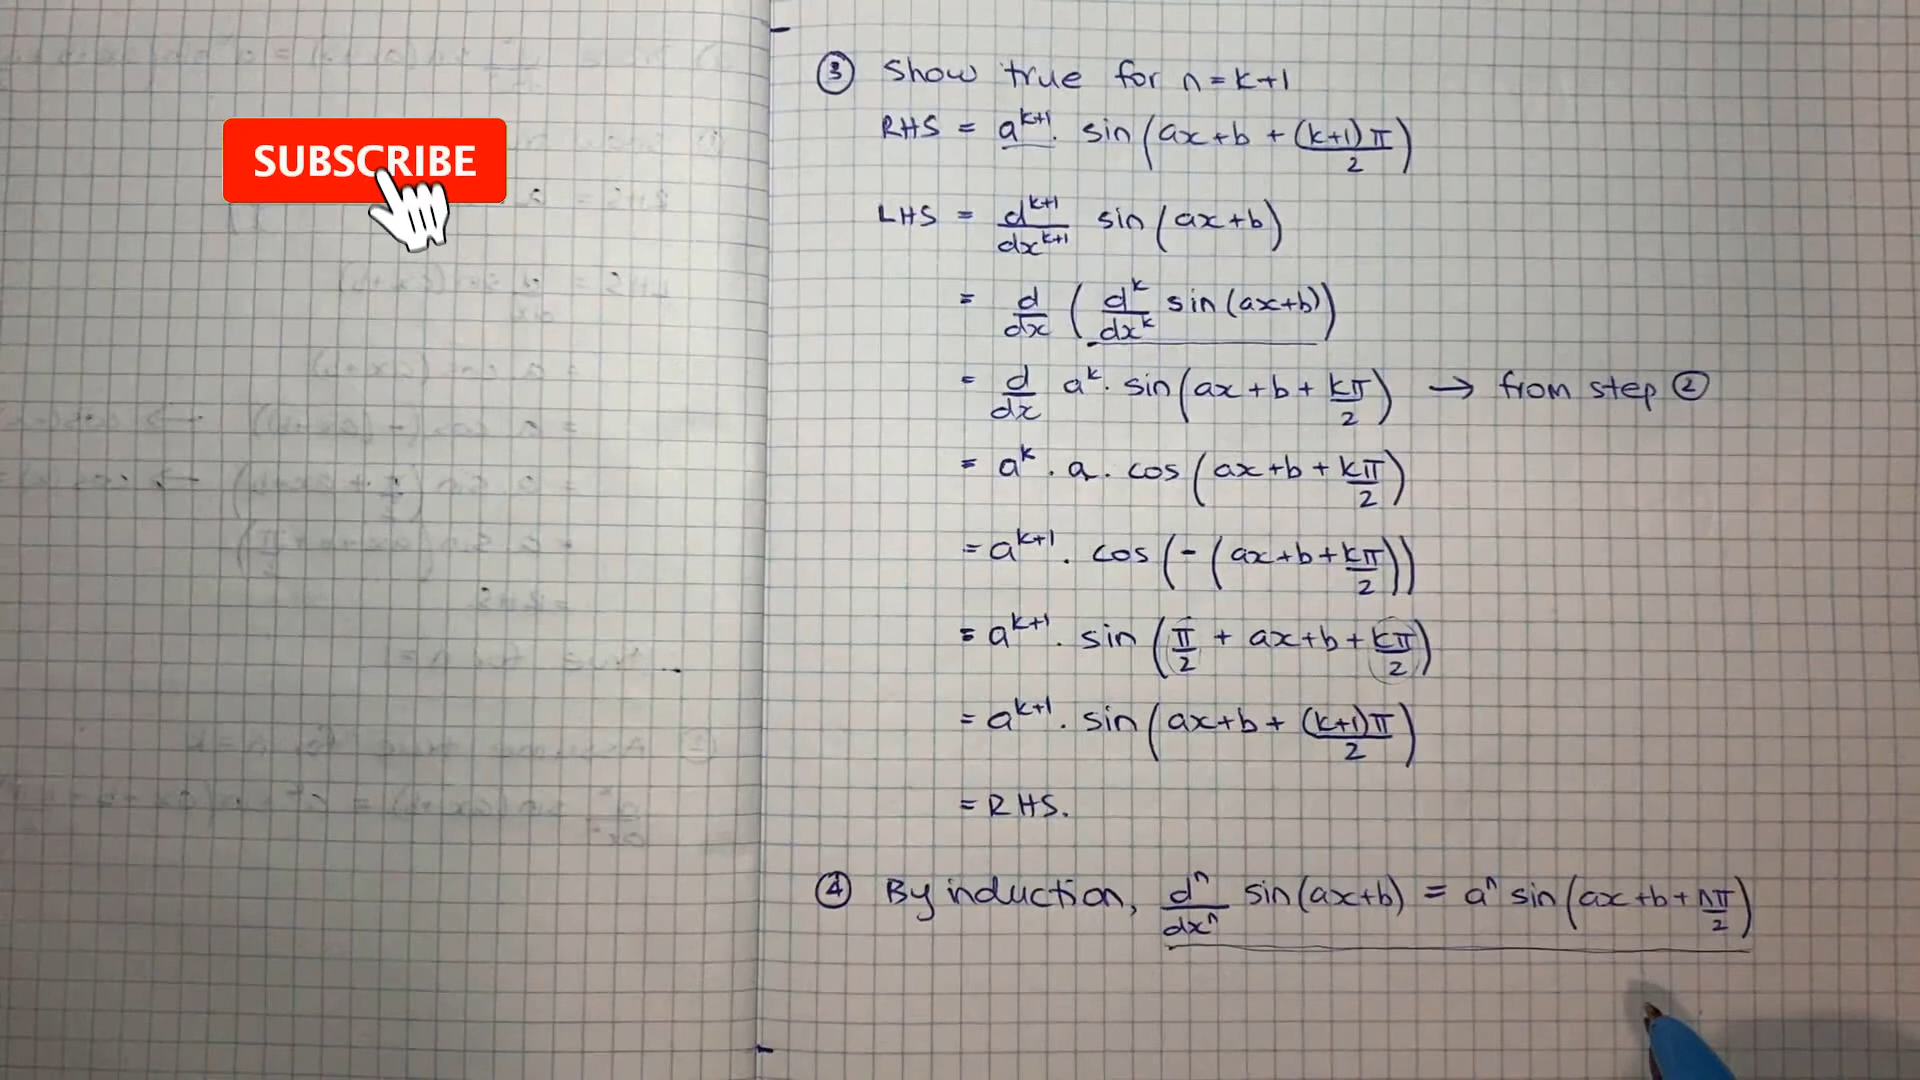 SUBSCRIBE
③ Show true for n = k+1
RHS = a^{k+1} . sin(ax+b + (k+1)π/2)
LHS = d^{k+1}/dx^{k+1} sin(ax+b)
= d/dx (d^k/dx^k sin(ax+b))
= d/dx a^k . sin(ax+b + kπ/2) → from step ②
= a^k . a . cos(ax+b + kπ/2)
= a^{k+1} . cos(-(ax+b + kπ/2))
= a^{k+1} . sin(π/2 + ax+b + kπ/2)
= a^{k+1} . sin(ax+b + (k+1)π/2)
= RHS.
④ By induction, d^n/dx^n sin(ax+b) = a^n sin(ax+b + nπ/2)